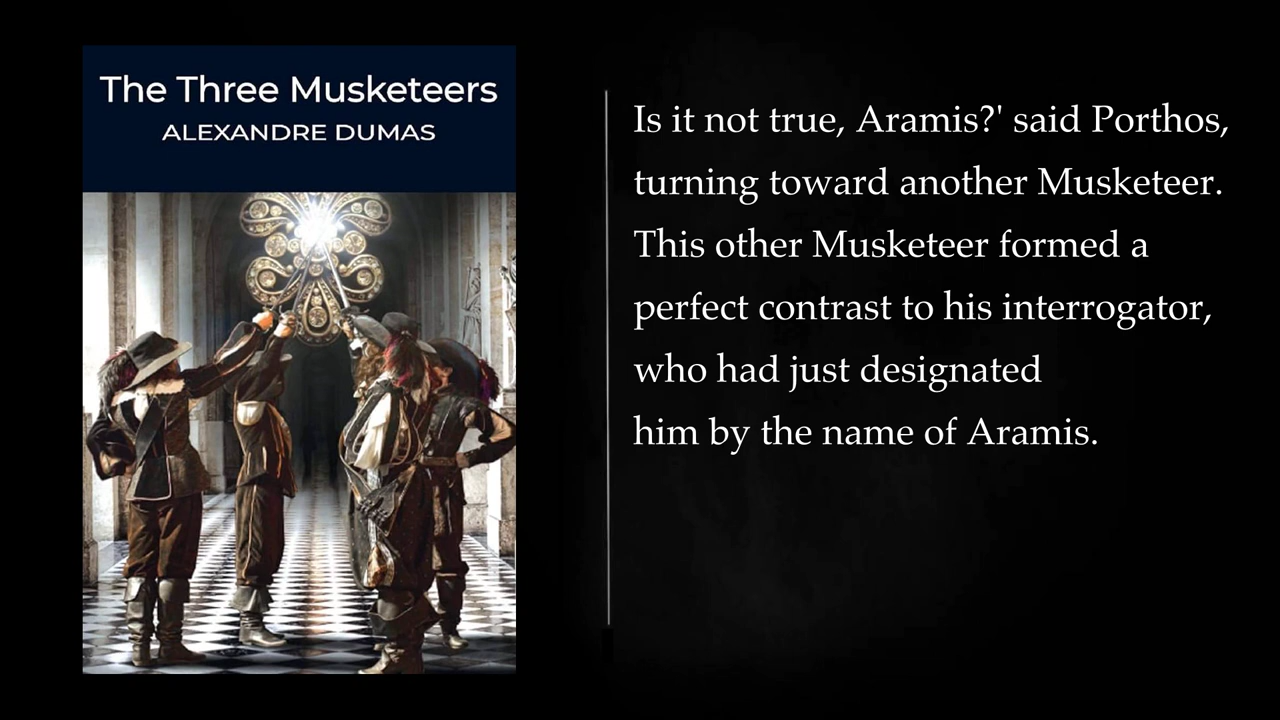 The Three Musketeers
ALEXANDRE DUMAS
Is it not true, Aramis?' said Porthos,
turning toward another Musketeer.
This other Musketeer formed a
perfect contrast to his interrogator,
who had just designated
him by the name of Aramis.